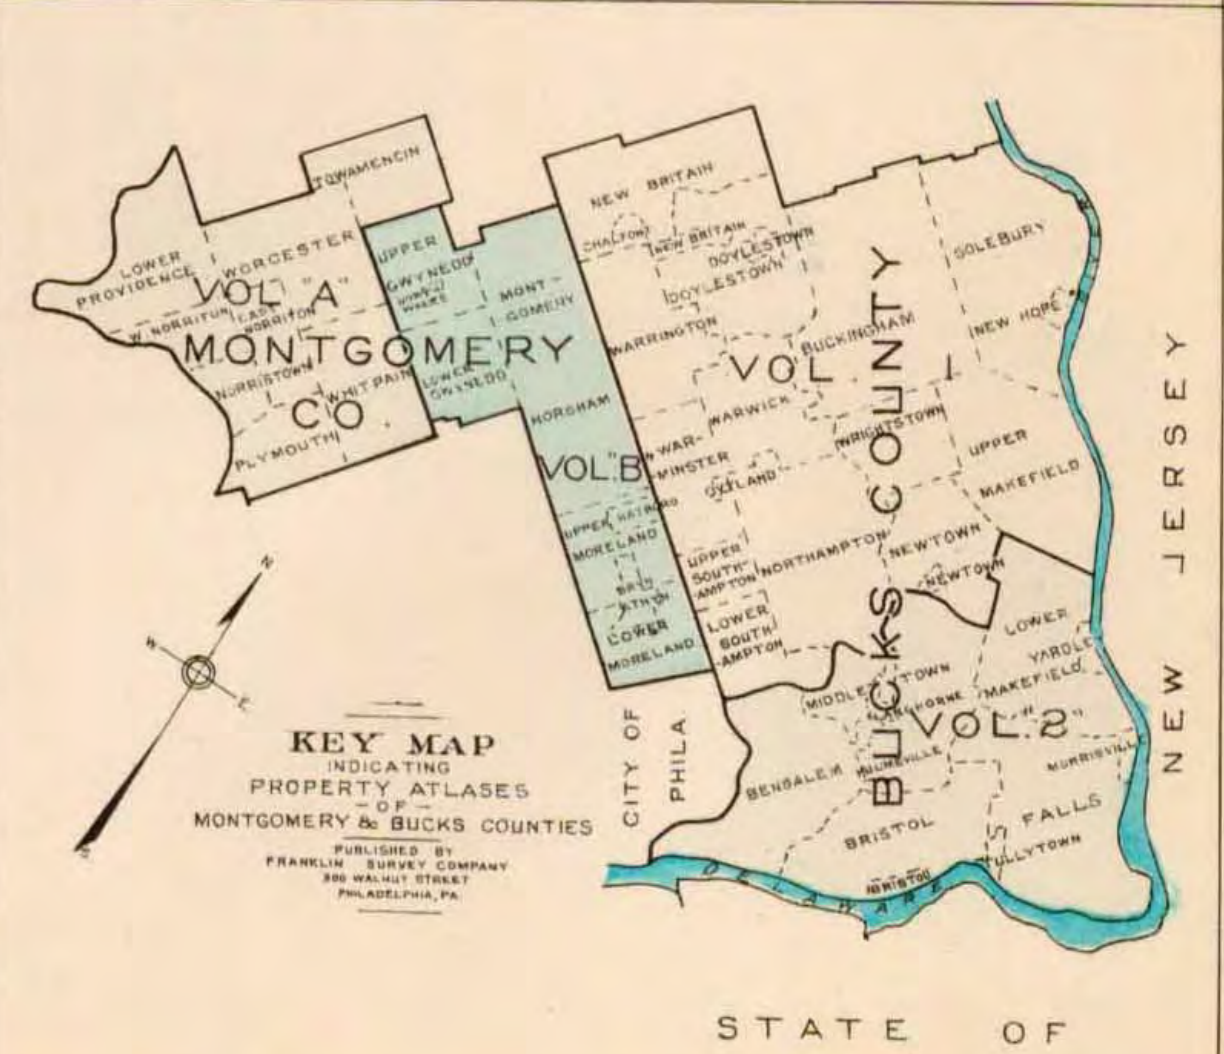 TOWAMENCIN
LOWER
PROVIDENCE
WORCESTER
VOL "A"
W. NORRITON
EAST
NORRITON
MONTGOMERY
CO
NORRISTOWN
WHITPAIN
PLYMOUTH
UPPER
GWYNEDD
NORTH
WALES
MONT-
GOMERY
LOWER
GWYNEDD
HORSHAM
VOL."B"
UPPER
HATBORO
MORELAND
BRYN
ATHYN
LOWER
MORELAND
NEW BRITAIN
CHALFONT
NEW BRITAIN
DOYLESTOWN
DOYLESTOWN
WARRINGTON
VOL. 1
BUCKINGHAM
SOLEBURY
NEW HOPE
WARWICK
WRIGHTSTOWN
WAR-
MINSTER
IVYLAND
UPPER
MAKEFIELD
UPPER
SOUTH-
AMPTON
NORTHAMPTON
NEWTOWN
NEWTOWN
LOWER
SOUTH
AMPTON
BUCKS COUNTY
LOWER
MAKEFIELD
YARDLEY
MIDDLETOWN
LANGHORNE
VOL. 2"
HULMEVILLE
MORRISVILLE
BENSALEM
BRISTOL
FALLS
TULLYTOWN
BRISTOL
DELAWARE
RIVER
CITY OF
PHILA.
NEW JERSEY
STATE OF
N
W
E
S
KEY MAP
INDICATING
PROPERTY ATLASES
- OF -
MONTGOMERY & BUCKS COUNTIES
PUBLISHED BY
FRANKLIN SURVEY COMPANY
PHILADELPHIA, PA.